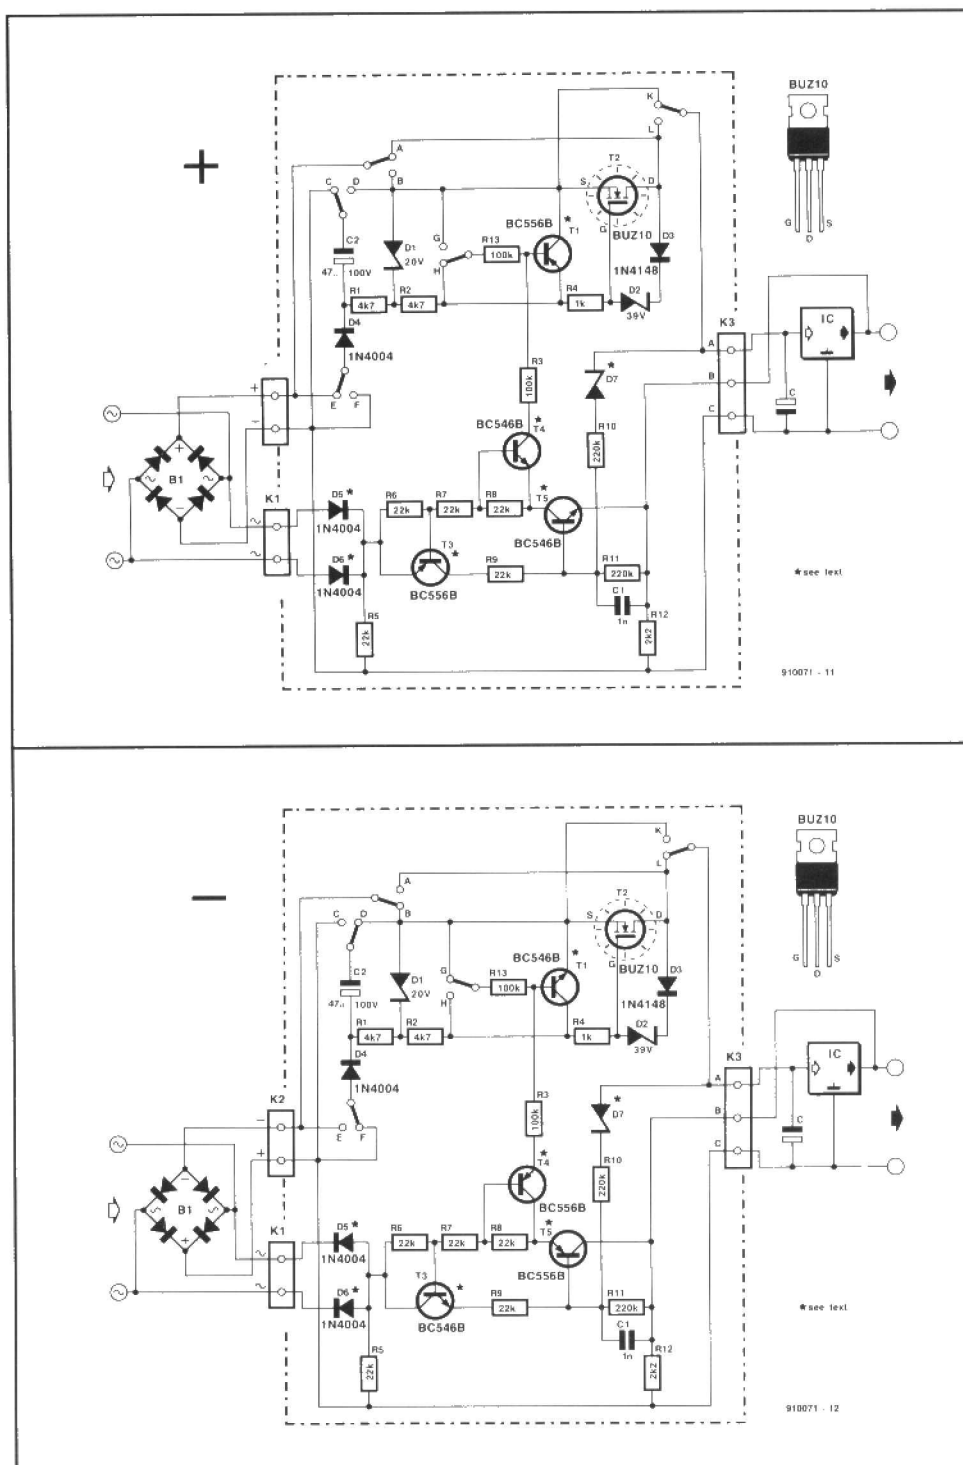 +
BUZ10
G
D
S
K
L
A
B
C
D
T2
S
D
G
BUZ10
BC556B
★
T1
R13
100k
G
H
C2
47µ
100V
D1
20V
D3
1N4148
R1
4k7
R2
4k7
R4
1k
D2
39V
D4
1N4004
K3
A
B
C
IC
C
R3
100k
★
D7
+
−
E
F
BC546B
★
T4
R10
220k
B1
+
−
K1
~
~
D5★
1N4004
D6★
1N4004
R6
22k
R7
22k
R8
22k
★
T5
BC546B
T3
★
BC556B
R9
22k
R11
220k
C1
1n
R12
2k2
R5
22k
★see text
910071 - 11
−
BUZ10
G
D
S
K
L
A
B
C
D
T2
S
D
G
BUZ10
BC546B
★
T1
R13
100k
G
H
C2
47µ
100V
D1
20V
D3
1N4148
R1
4k7
R2
4k7
R4
1k
D2
39V
D4
1N4004
K3
A
B
C
IC
C
K2
−
+
E
F
R3
100k
★
D7
★
T4
BC556B
R10
220k
B1
−
+
K1
~
~
D5★
1N4004
D6★
1N4004
R6
22k
R7
22k
R8
22k
★
T5
BC556B
T3
★
BC546B
R9
22k
R11
220k
C1
1n
R12
2k2
R5
22k
★see text
910071 - 12